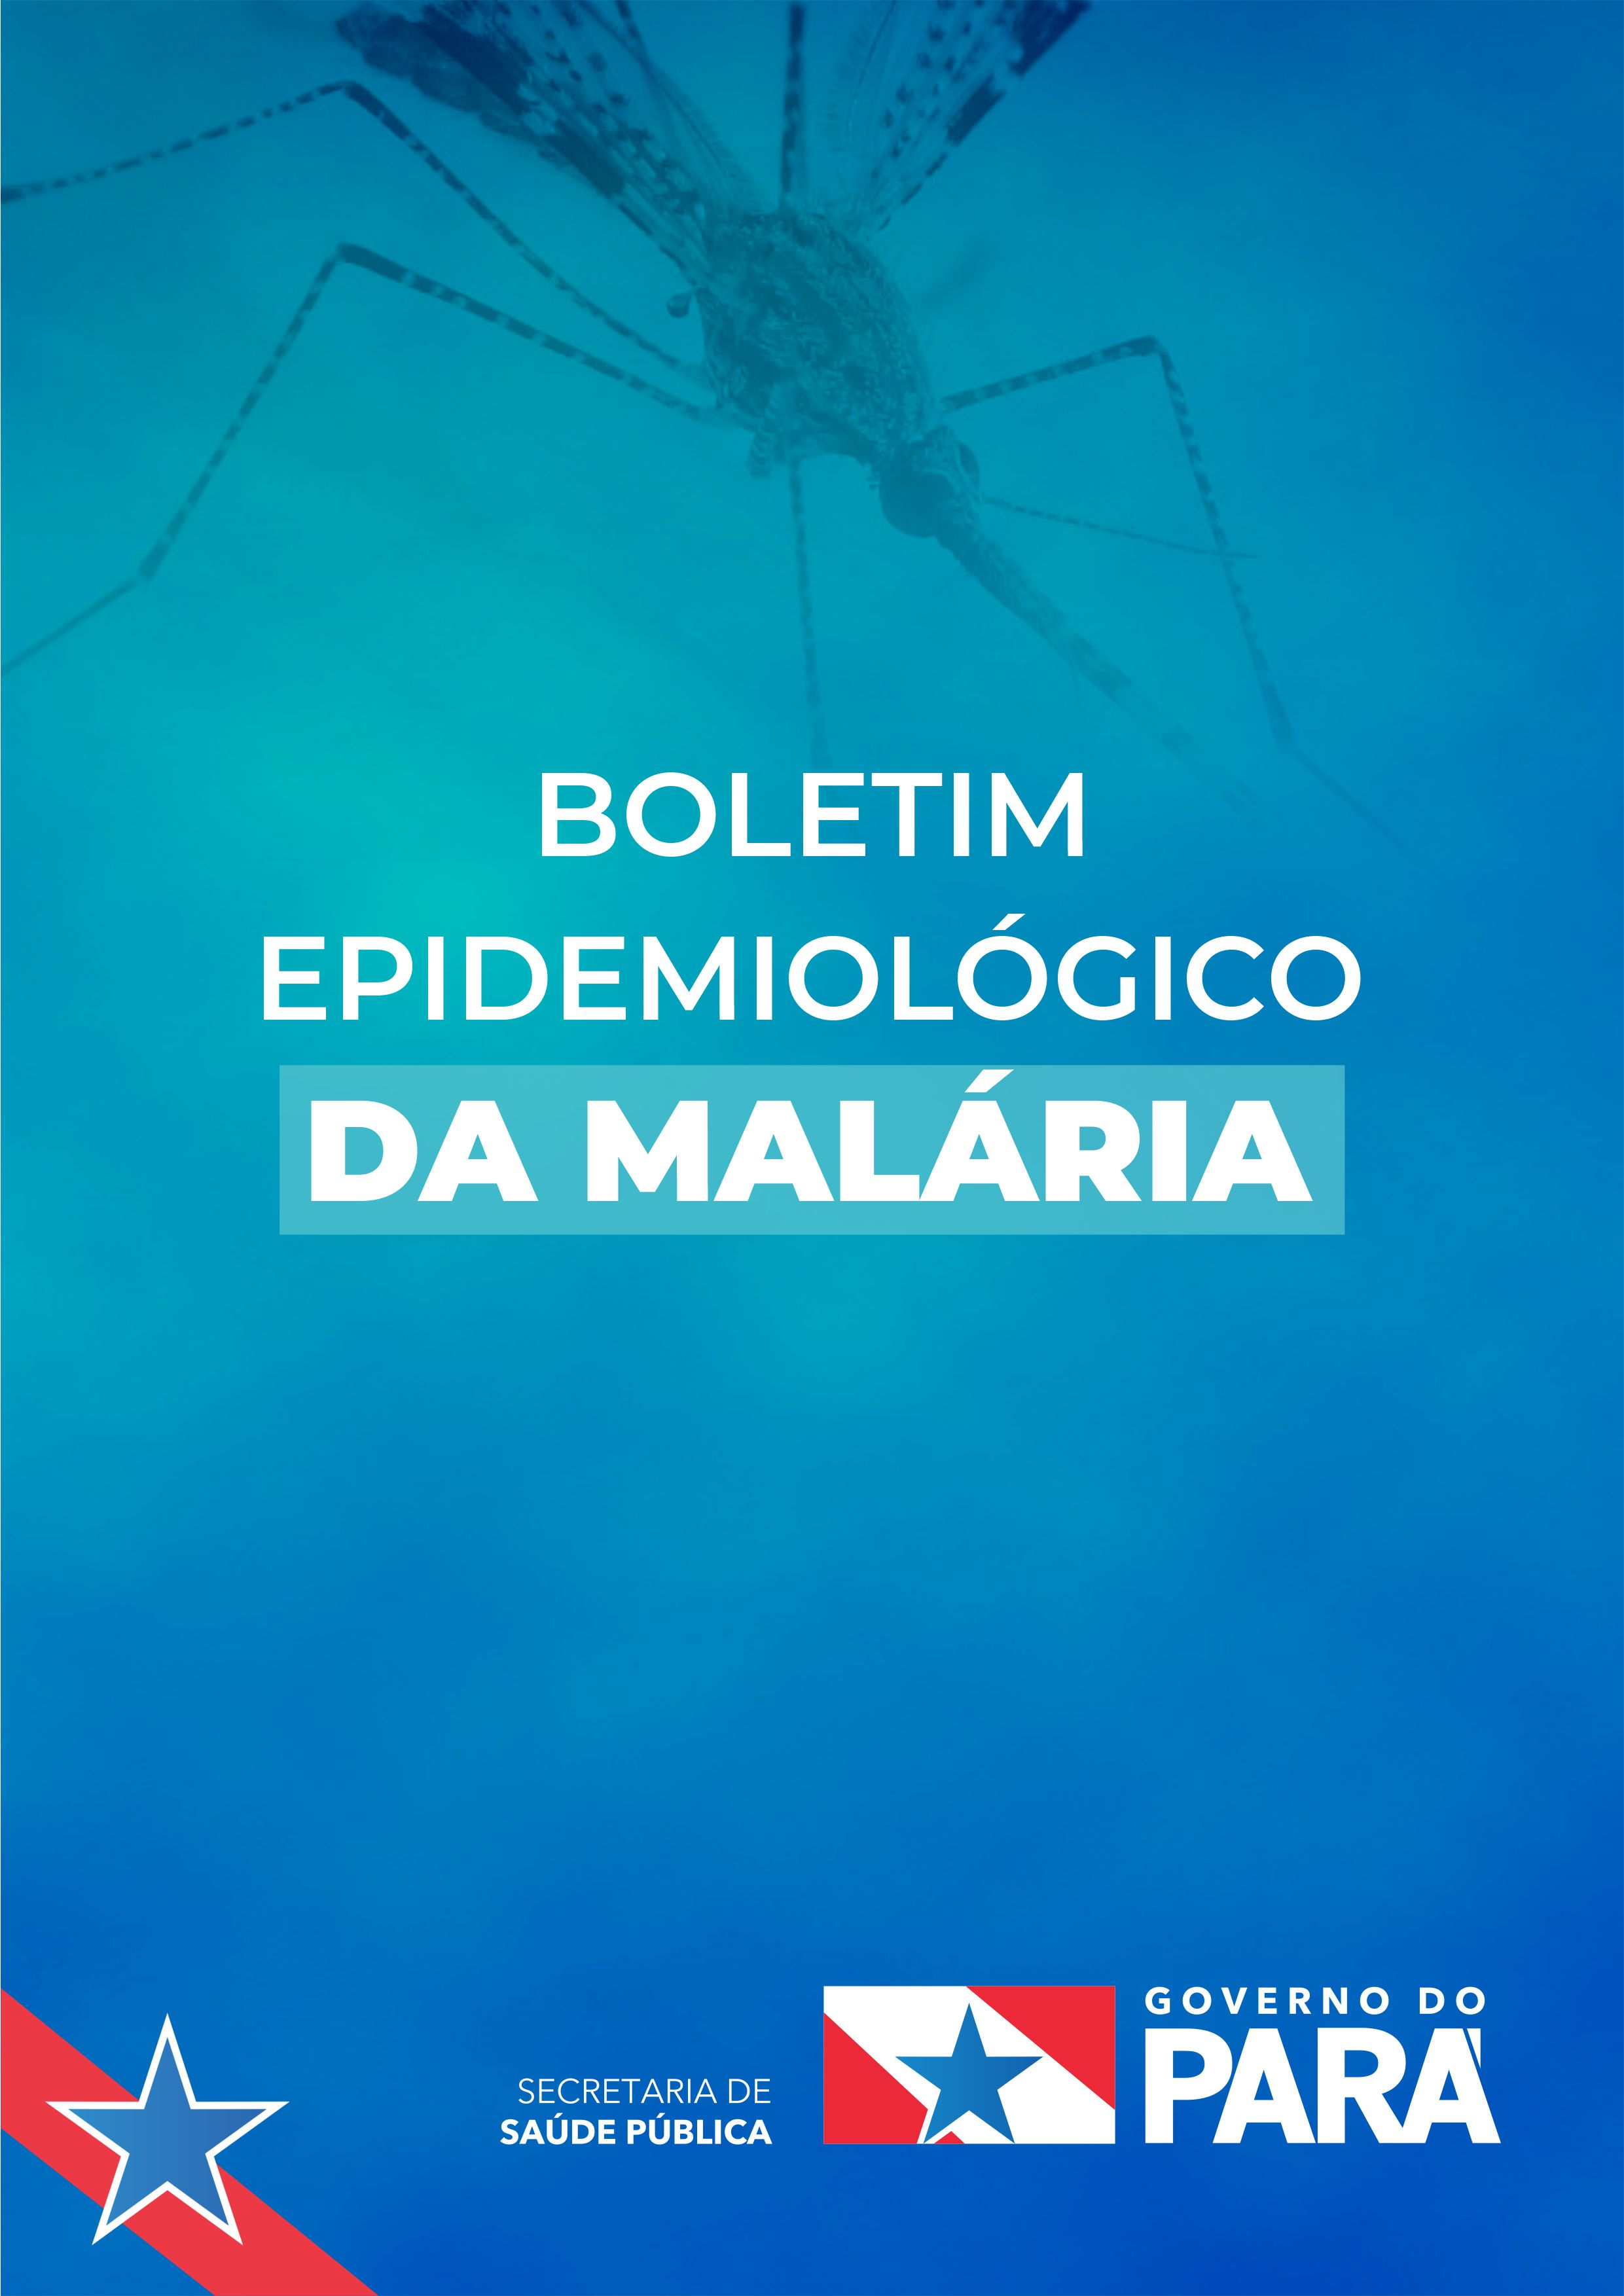 BOLETIM
EPIDEMIOLÓGICO
DA MALÁRIA
SECRETARIA DE
SAÚDE PÚBLICA
GOVERNO DO
PARÁ